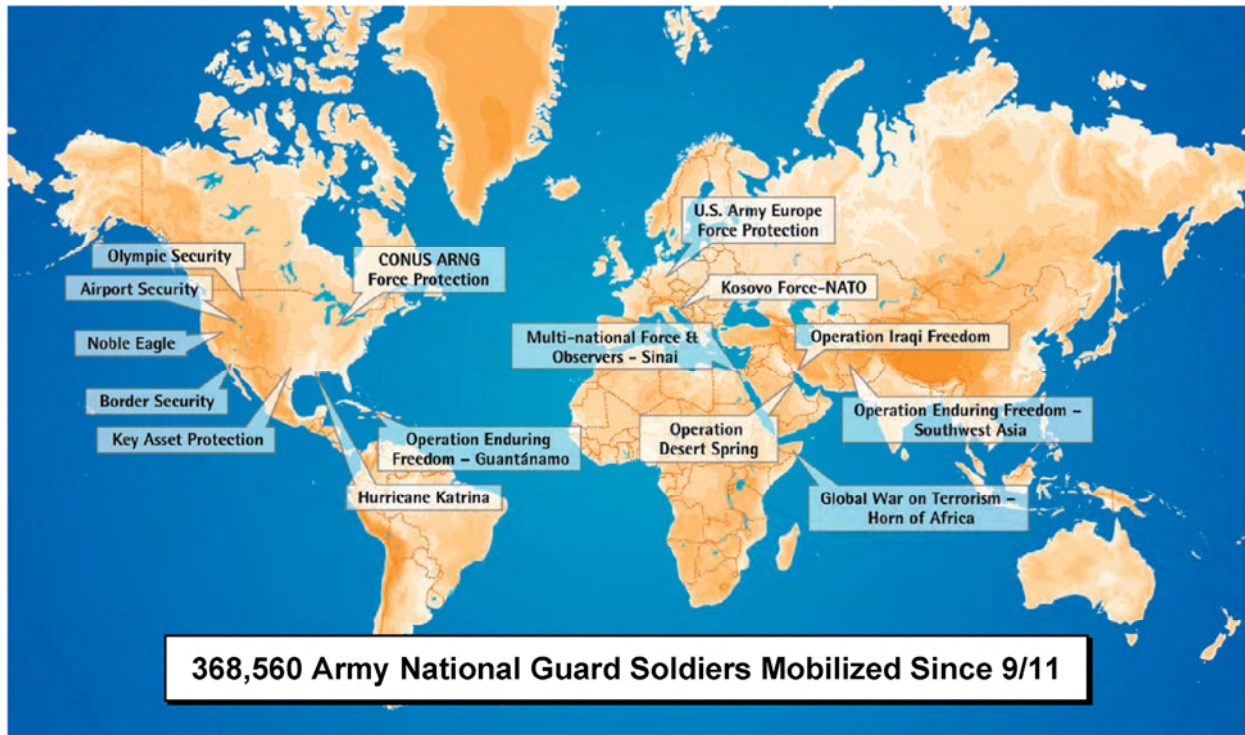 U.S. Army Europe
Force Protection
Olympic Security
CONUS ARNG
Force Protection
Airport Security
Kosovo Force-NATO
Noble Eagle
Multi-national Force &
Observers - Sinai
Operation Iraqi Freedom
Border Security
Key Asset Protection
Operation Enduring
Freedom - Guantánamo
Operation
Desert Spring
Operation Enduring Freedom -
Southwest Asia
Hurricane Katrina
Global War on Terrorism -
Horn of Africa
368,560 Army National Guard Soldiers Mobilized Since 9/11